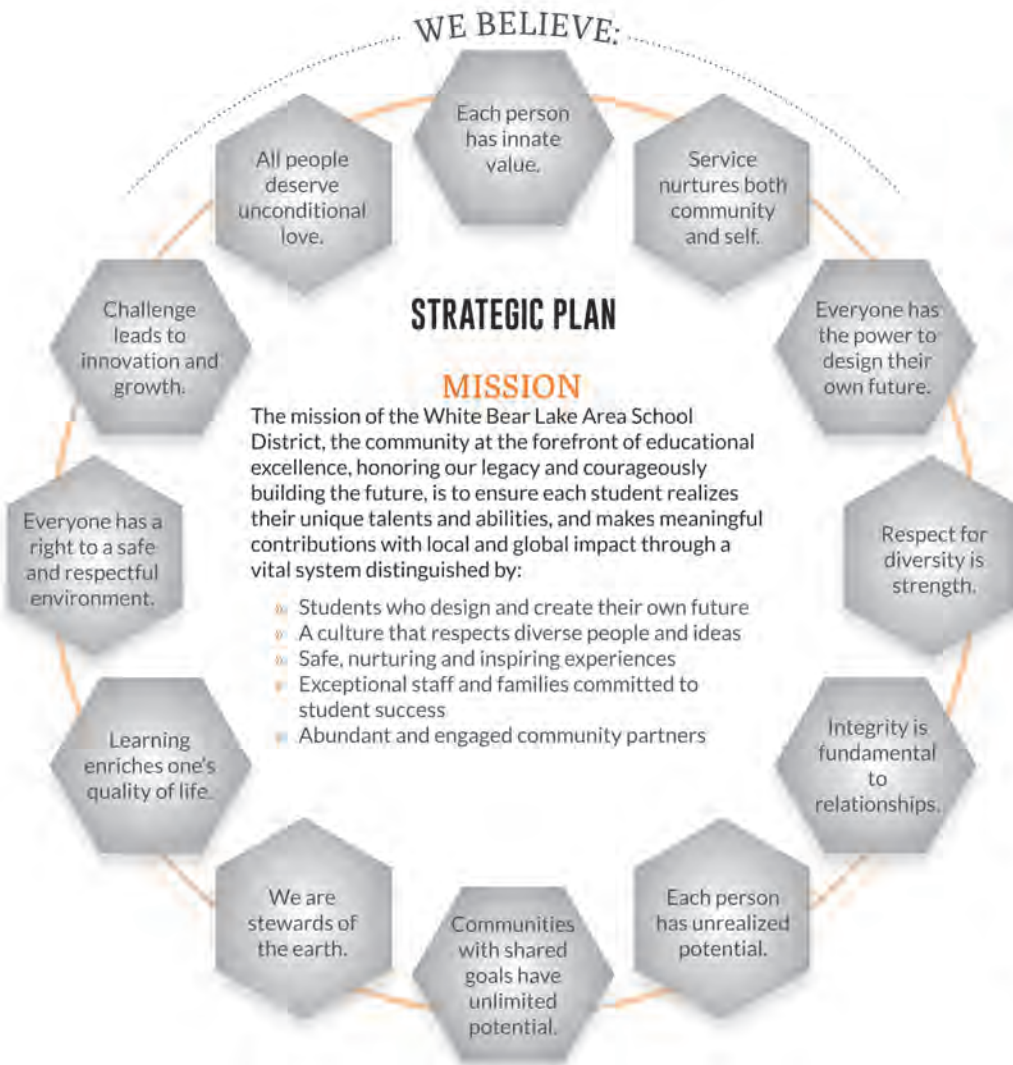 WE BELIEVE:
Each person
has innate
value.
Service
nurtures both
community
and self.
Everyone has
the power to
design their
own future.
Respect for
diversity is
strength.
Integrity is
fundamental
to
relationships.
Each person
has unrealized
potential.
Communities
with shared
goals have
unlimited
potential.
We are
stewards of
the earth.
Learning
enriches one's
quality of life.
Everyone has a
right to a safe
and respectful
environment.
Challenge
leads to
innovation and
growth.
All people
deserve
unconditional
love.
STRATEGIC PLAN
MISSION
The mission of the White Bear Lake Area School
District, the community at the forefront of educational
excellence, honoring our legacy and courageously
building the future, is to ensure each student realizes
their unique talents and abilities, and makes meaningful
contributions with local and global impact through a
vital system distinguished by:
» Students who design and create their own future
» A culture that respects diverse people and ideas
» Safe, nurturing and inspiring experiences
» Exceptional staff and families committed to
student success
» Abundant and engaged community partners